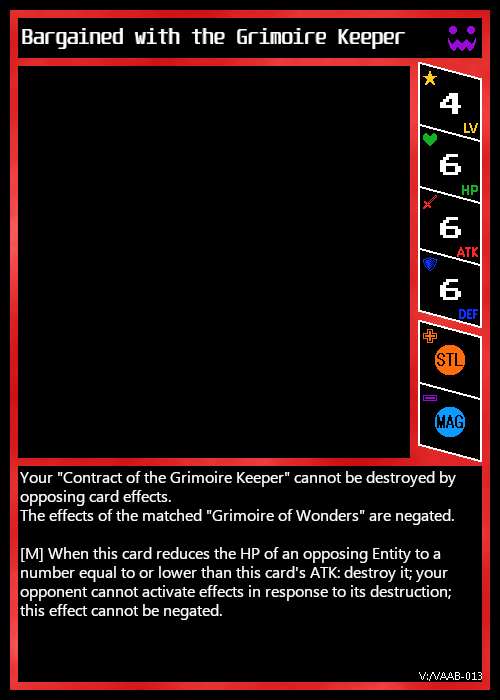 Bargained with the Grimoire Keeper
4
LV
6
HP
6
ATK
6
DEF
STL
MAG
Your "Contract of the Grimoire Keeper" cannot be destroyed by
opposing card effects.
The effects of the matched "Grimoire of Wonders" are negated.
[M] When this card reduces the HP of an opposing Entity to a
number equal to or lower than this card's ATK: destroy it; your
opponent cannot activate effects in response to its destruction;
this effect cannot be negated.
V:/VAAB-013